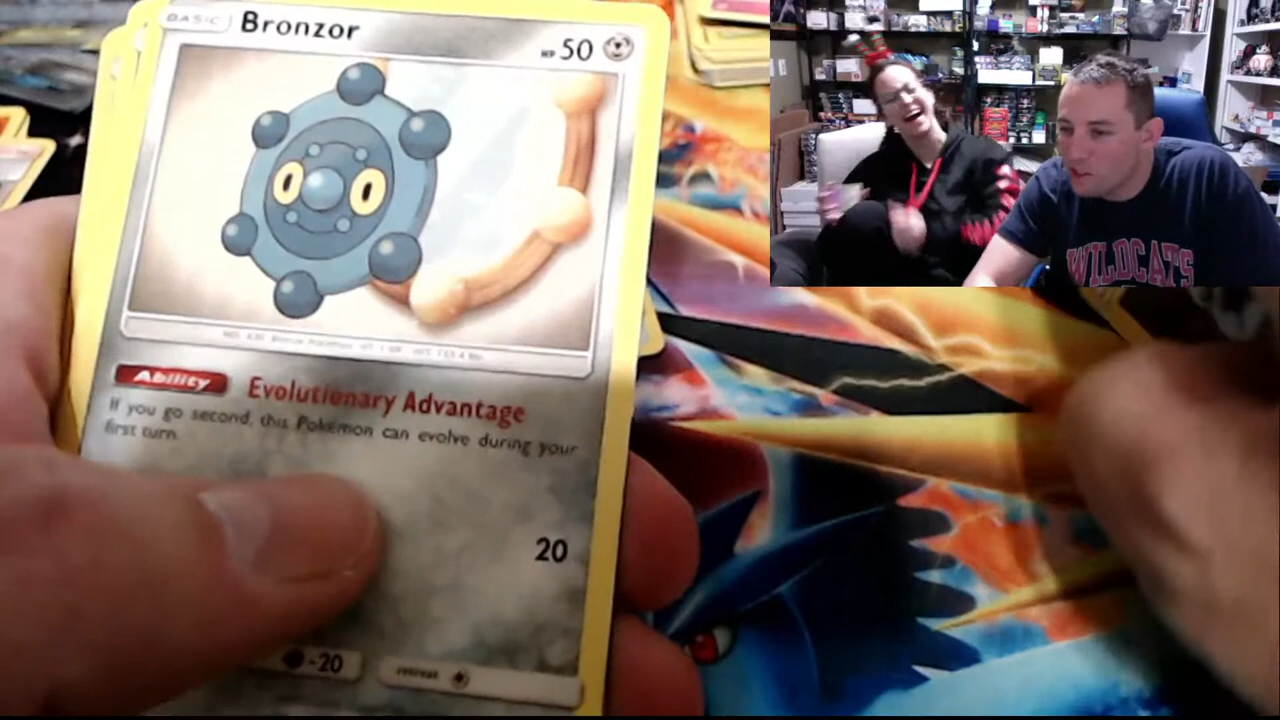 BASIC
Bronzor
HP 50
Ability Evolutionary Advantage
If you go second, this Pokémon can evolve during your
first turn.
20
-20
retreat
WILDCATS